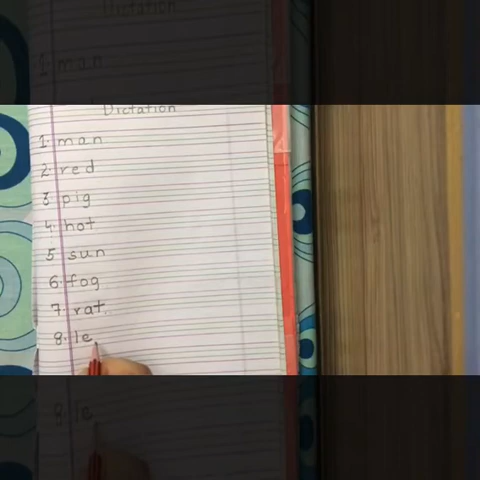 Dictation
1. man
2. red
3. pig
4. hot
5. sun
6. fog
7. rat.
8. le